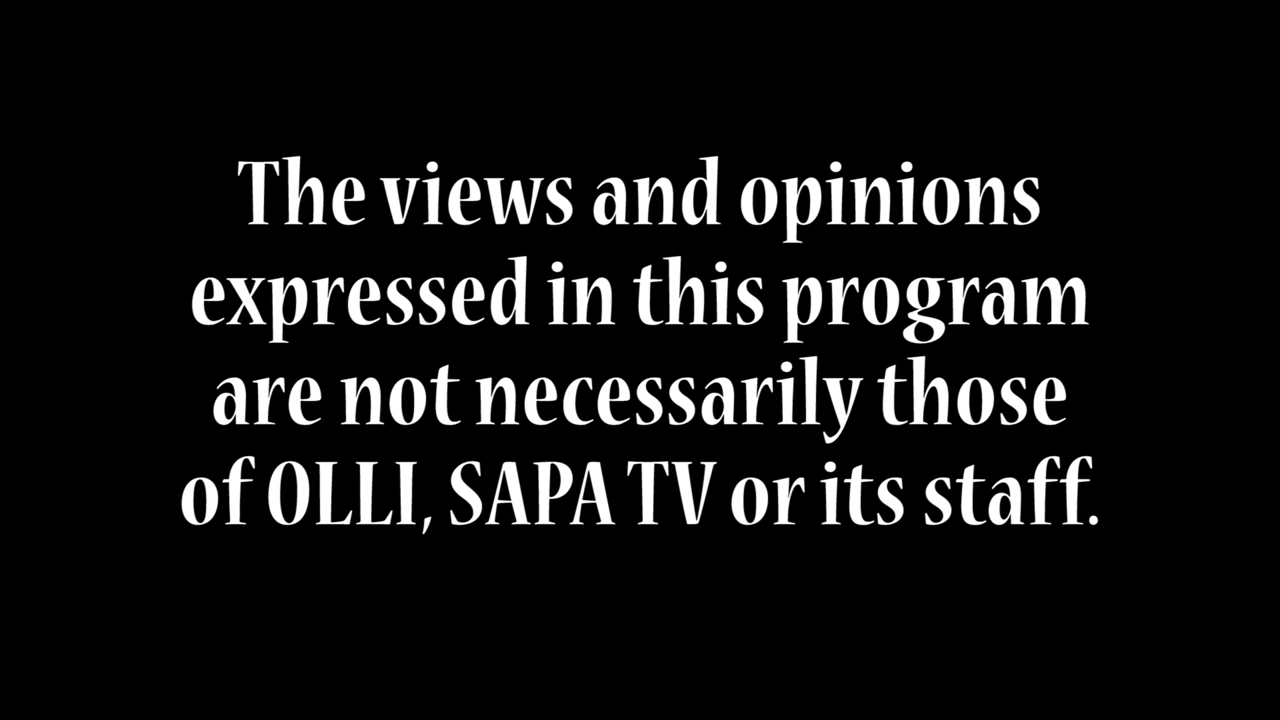 The views and opinions
expressed in this program
are not necessarily those
of OLLI, SAPA TV or its staff.